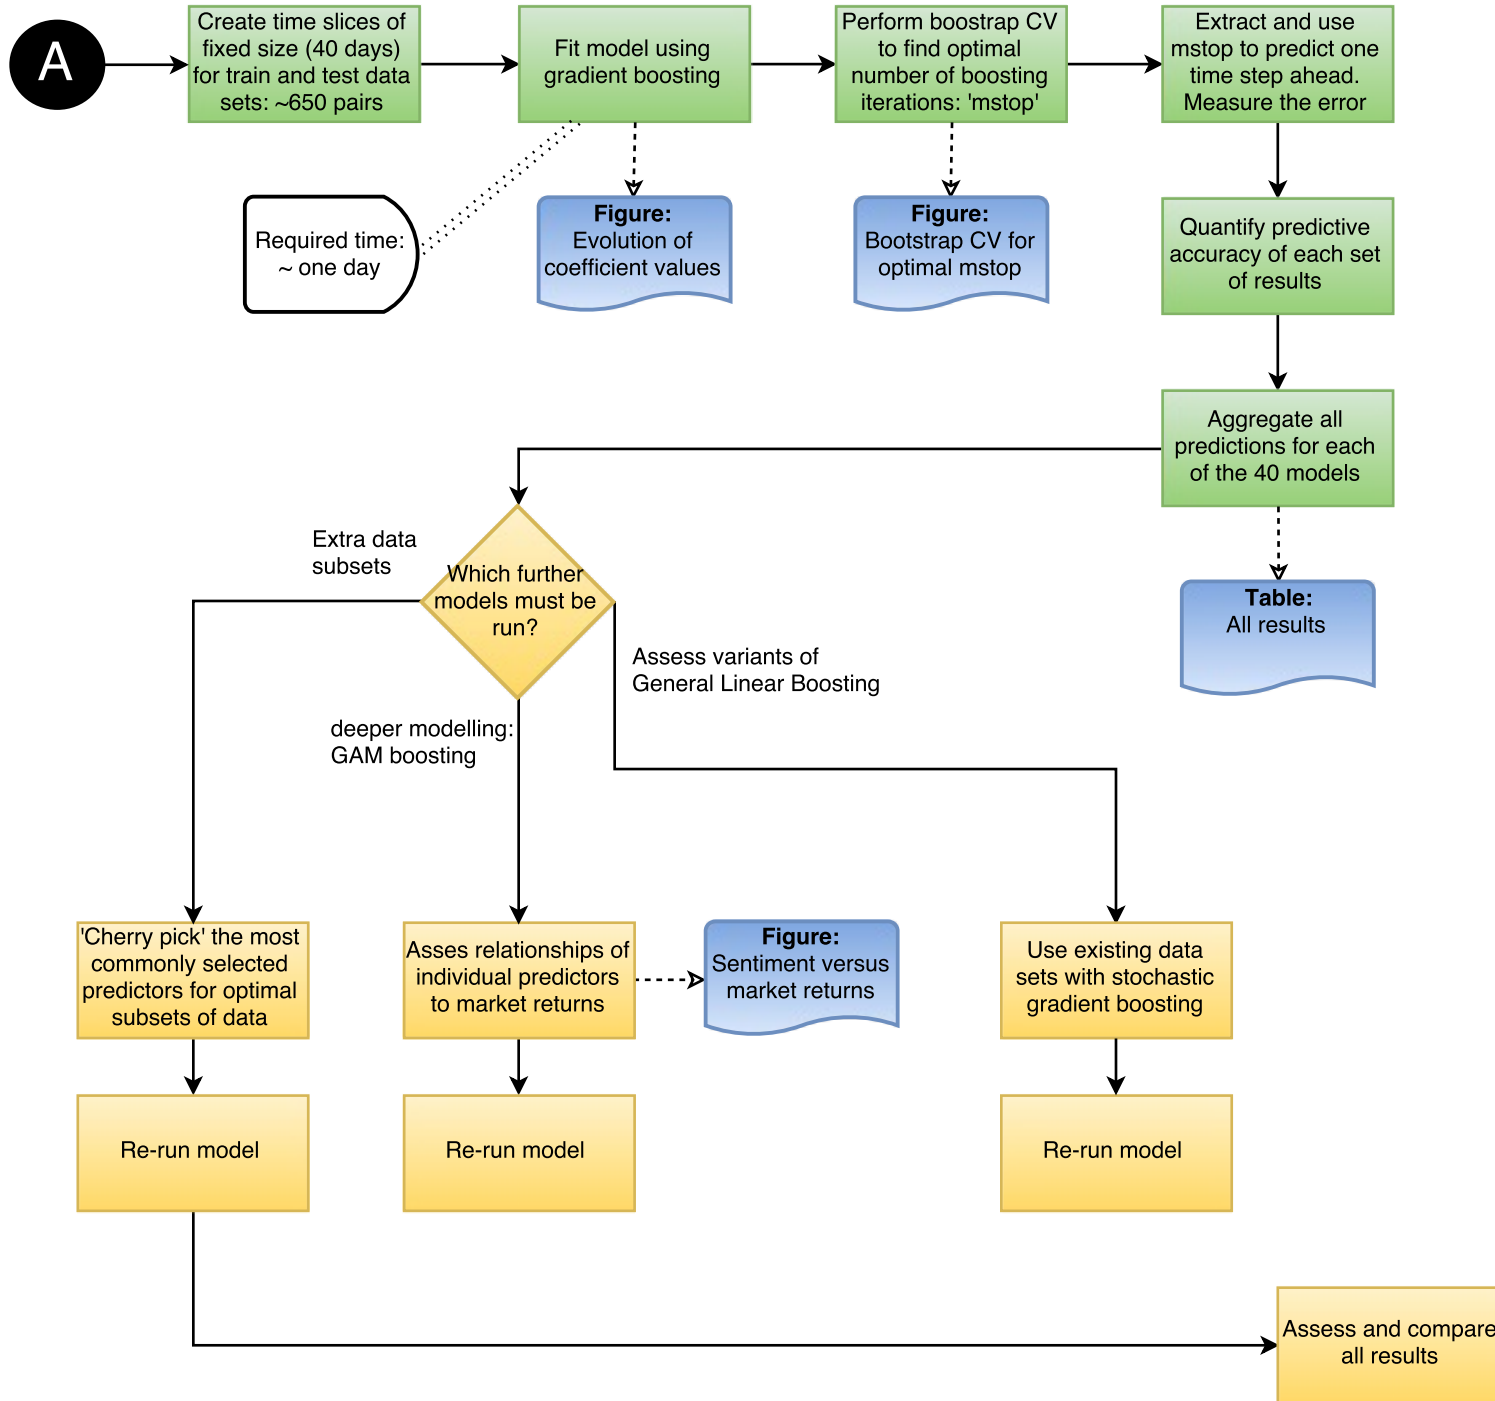 A
Create time slices of
fixed size (40 days)
for train and test data
sets: ~650 pairs
Fit model using
gradient boosting
Perform boostrap CV
to find optimal
number of boosting
iterations: 'mstop'
Extract and use
mstop to predict one
time step ahead.
Measure the error
Required time:
~ one day
Figure:
Evolution of
coefficient values
Figure:
Bootstrap CV for
optimal mstop
Quantify predictive
accuracy of each set
of results
Aggregate all
predictions for each
of the 40 models
Extra data
subsets
Which further
models must be
run?
Table:
All results
Assess variants of
General Linear Boosting
deeper modelling:
GAM boosting
'Cherry pick' the most
commonly selected
predictors for optimal
subsets of data
Asses relationships of
individual predictors
to market returns
Figure:
Sentiment versus
market returns
Use existing data
sets with stochastic
gradient boosting
Re-run model
Re-run model
Re-run model
Assess and compare
all results